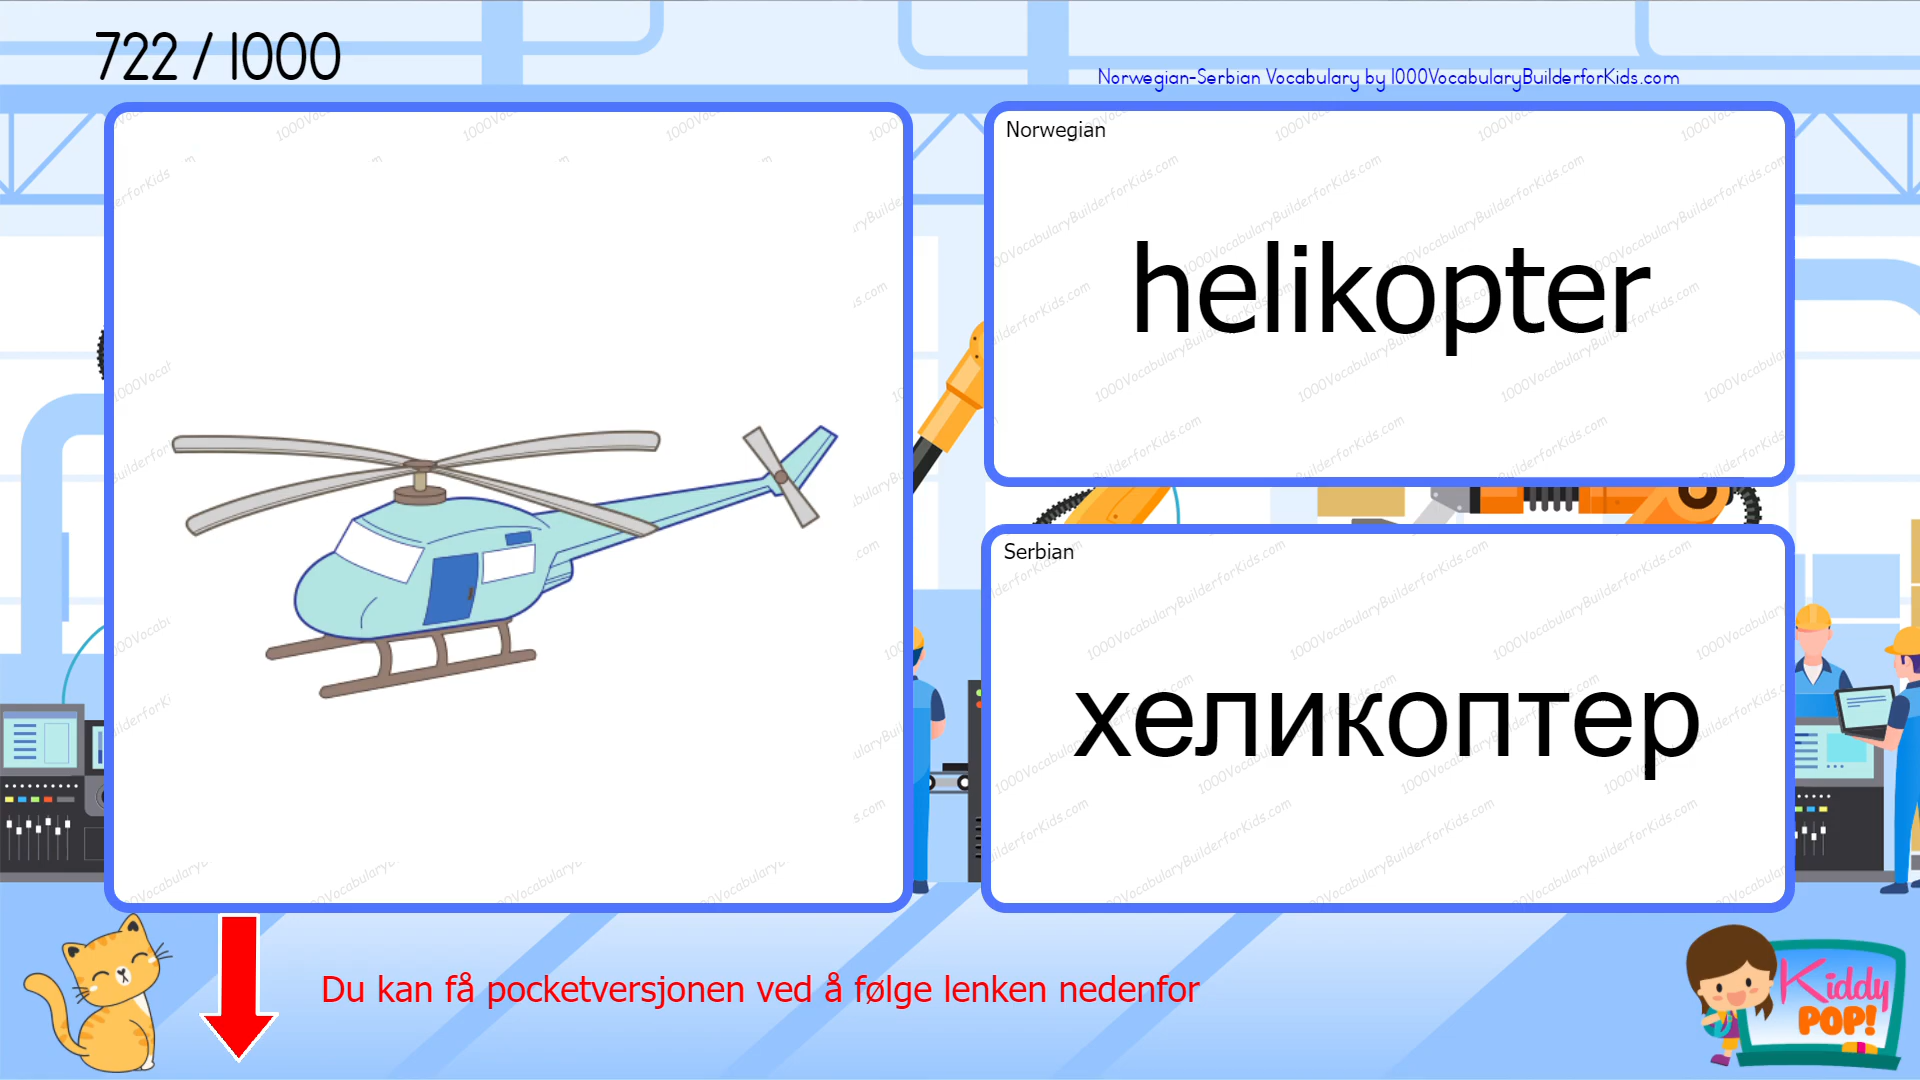 722 / 1000
Norwegian-Serbian Vocabulary by 1000VocabularyBuilderforKids.com
Norwegian
helikopter
Serbian
хеликоптер
Du kan få pocketversjonen ved å følge lenken nedenfor
Kiddy
POP!